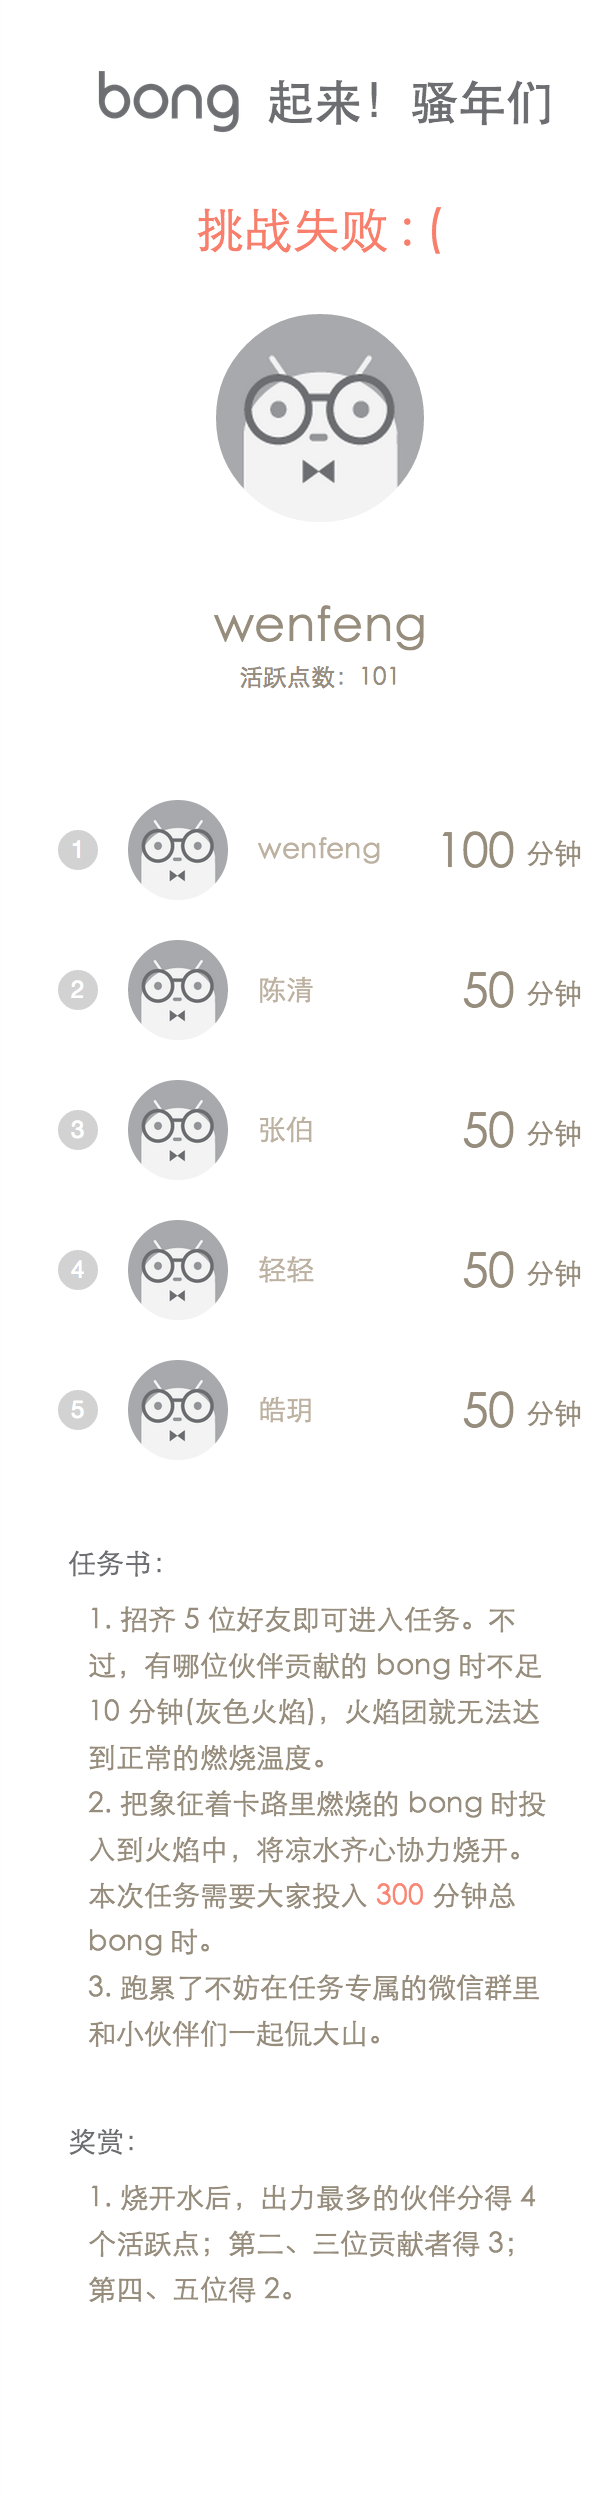 bong 起来！骚年们
挑战失败：(
wenfeng
活跃点数：101
1 wenfeng 100 分钟
2 陈清 50 分钟
3 张伯 50 分钟
4 轻轻 50 分钟
5 皓玥 50 分钟
任务书：
1. 招齐 5 位好友即可进入任务。不
过，有哪位伙伴贡献的 bong 时不足
10 分钟(灰色火焰)，火焰团就无法达
到正常的燃烧温度。
2. 把象征着卡路里燃烧的 bong 时投
入到火焰中，将凉水齐心协力烧开。
本次任务需要大家投入 300 分钟总
bong 时。
3. 跑累了不妨在任务专属的微信群里
和小伙伴们一起侃大山。
奖赏：
1. 烧开水后，出力最多的伙伴分得 4
个活跃点；第二、三位贡献者得 3；
第四、五位得 2。